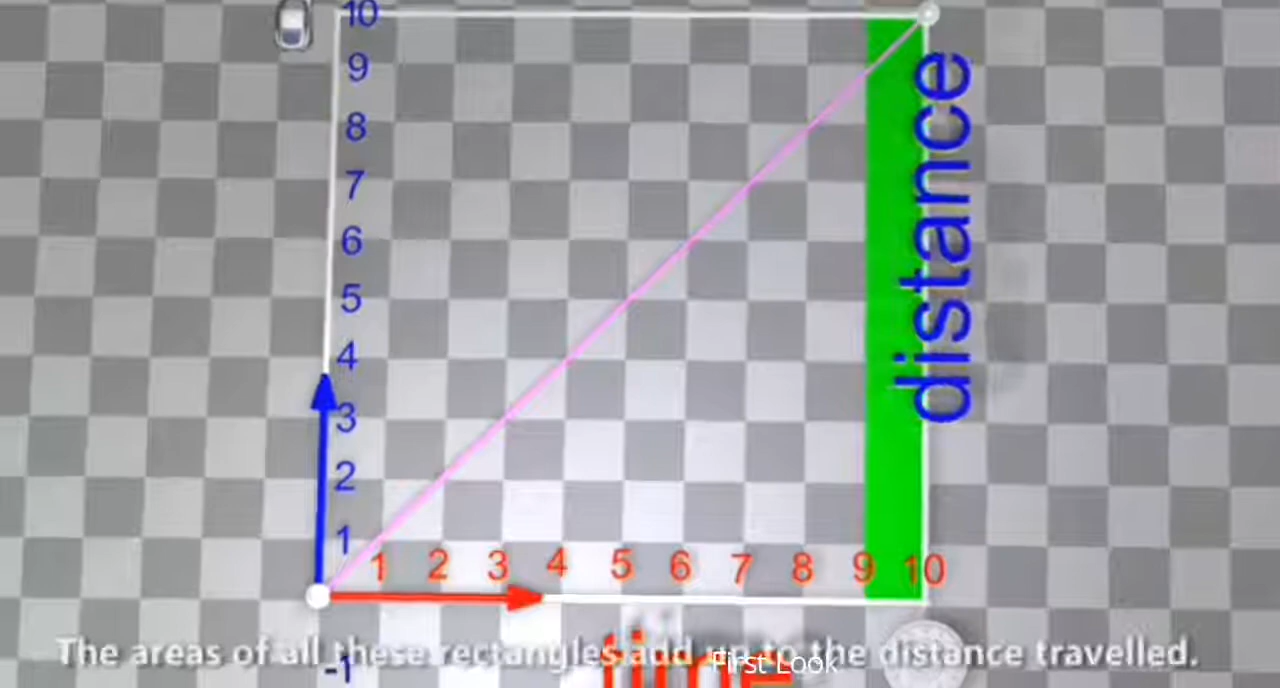 10
9
8
7
6
5
4
3
2
1
distance
1 2 3 4 5 6 7 8 9 10
The areas of all these rectangles add up to the distance travelled.
time
First Look
-1